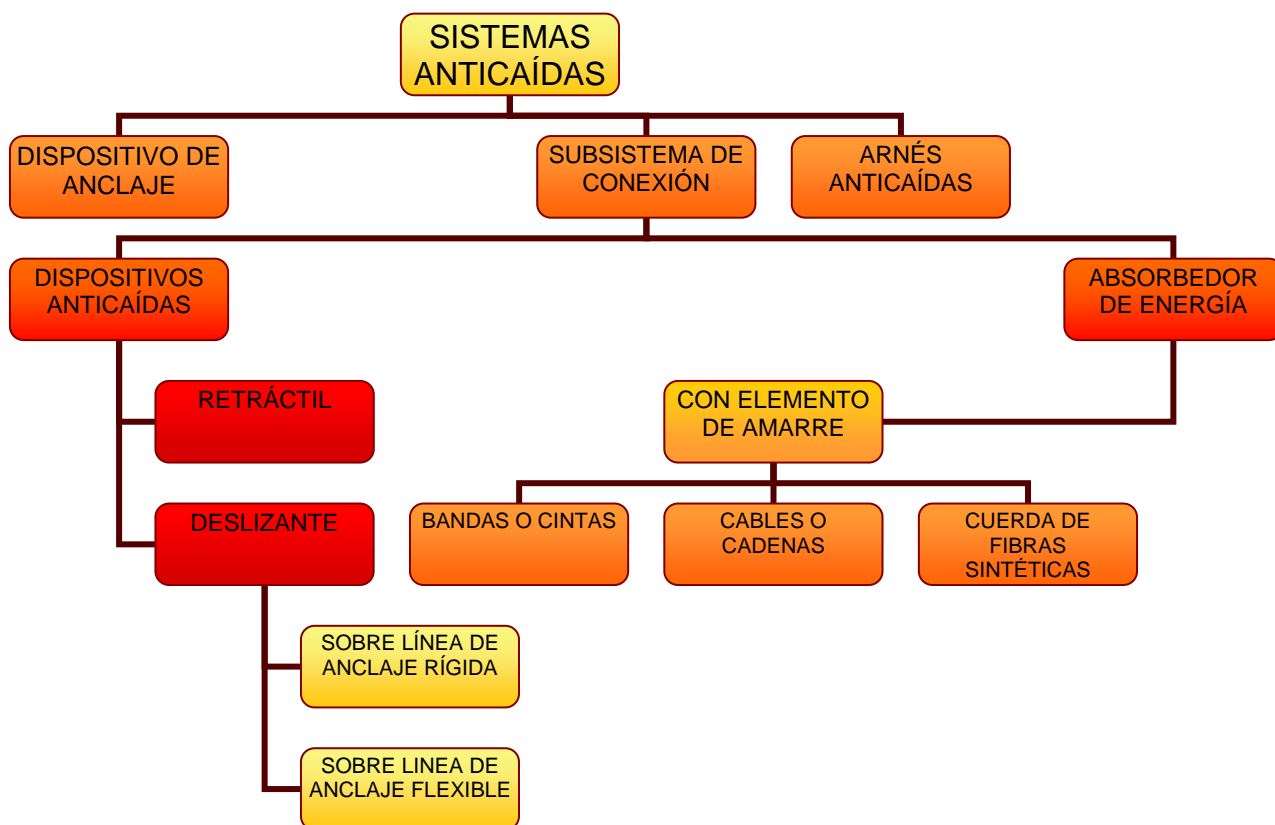 SISTEMAS
ANTICAÍDAS
DISPOSITIVO DE
ANCLAJE
SUBSISTEMA DE
CONEXIÓN
ARNÉS
ANTICAÍDAS
DISPOSITIVOS
ANTICAÍDAS
ABSORBEDOR
DE ENERGÍA
RETRÁCTIL
CON ELEMENTO
DE AMARRE
DESLIZANTE
BANDAS O CINTAS
CABLES O
CADENAS
CUERDA DE
FIBRAS
SINTÉTICAS
SOBRE LÍNEA DE
ANCLAJE RÍGIDA
SOBRE LINEA DE
ANCLAJE FLEXIBLE